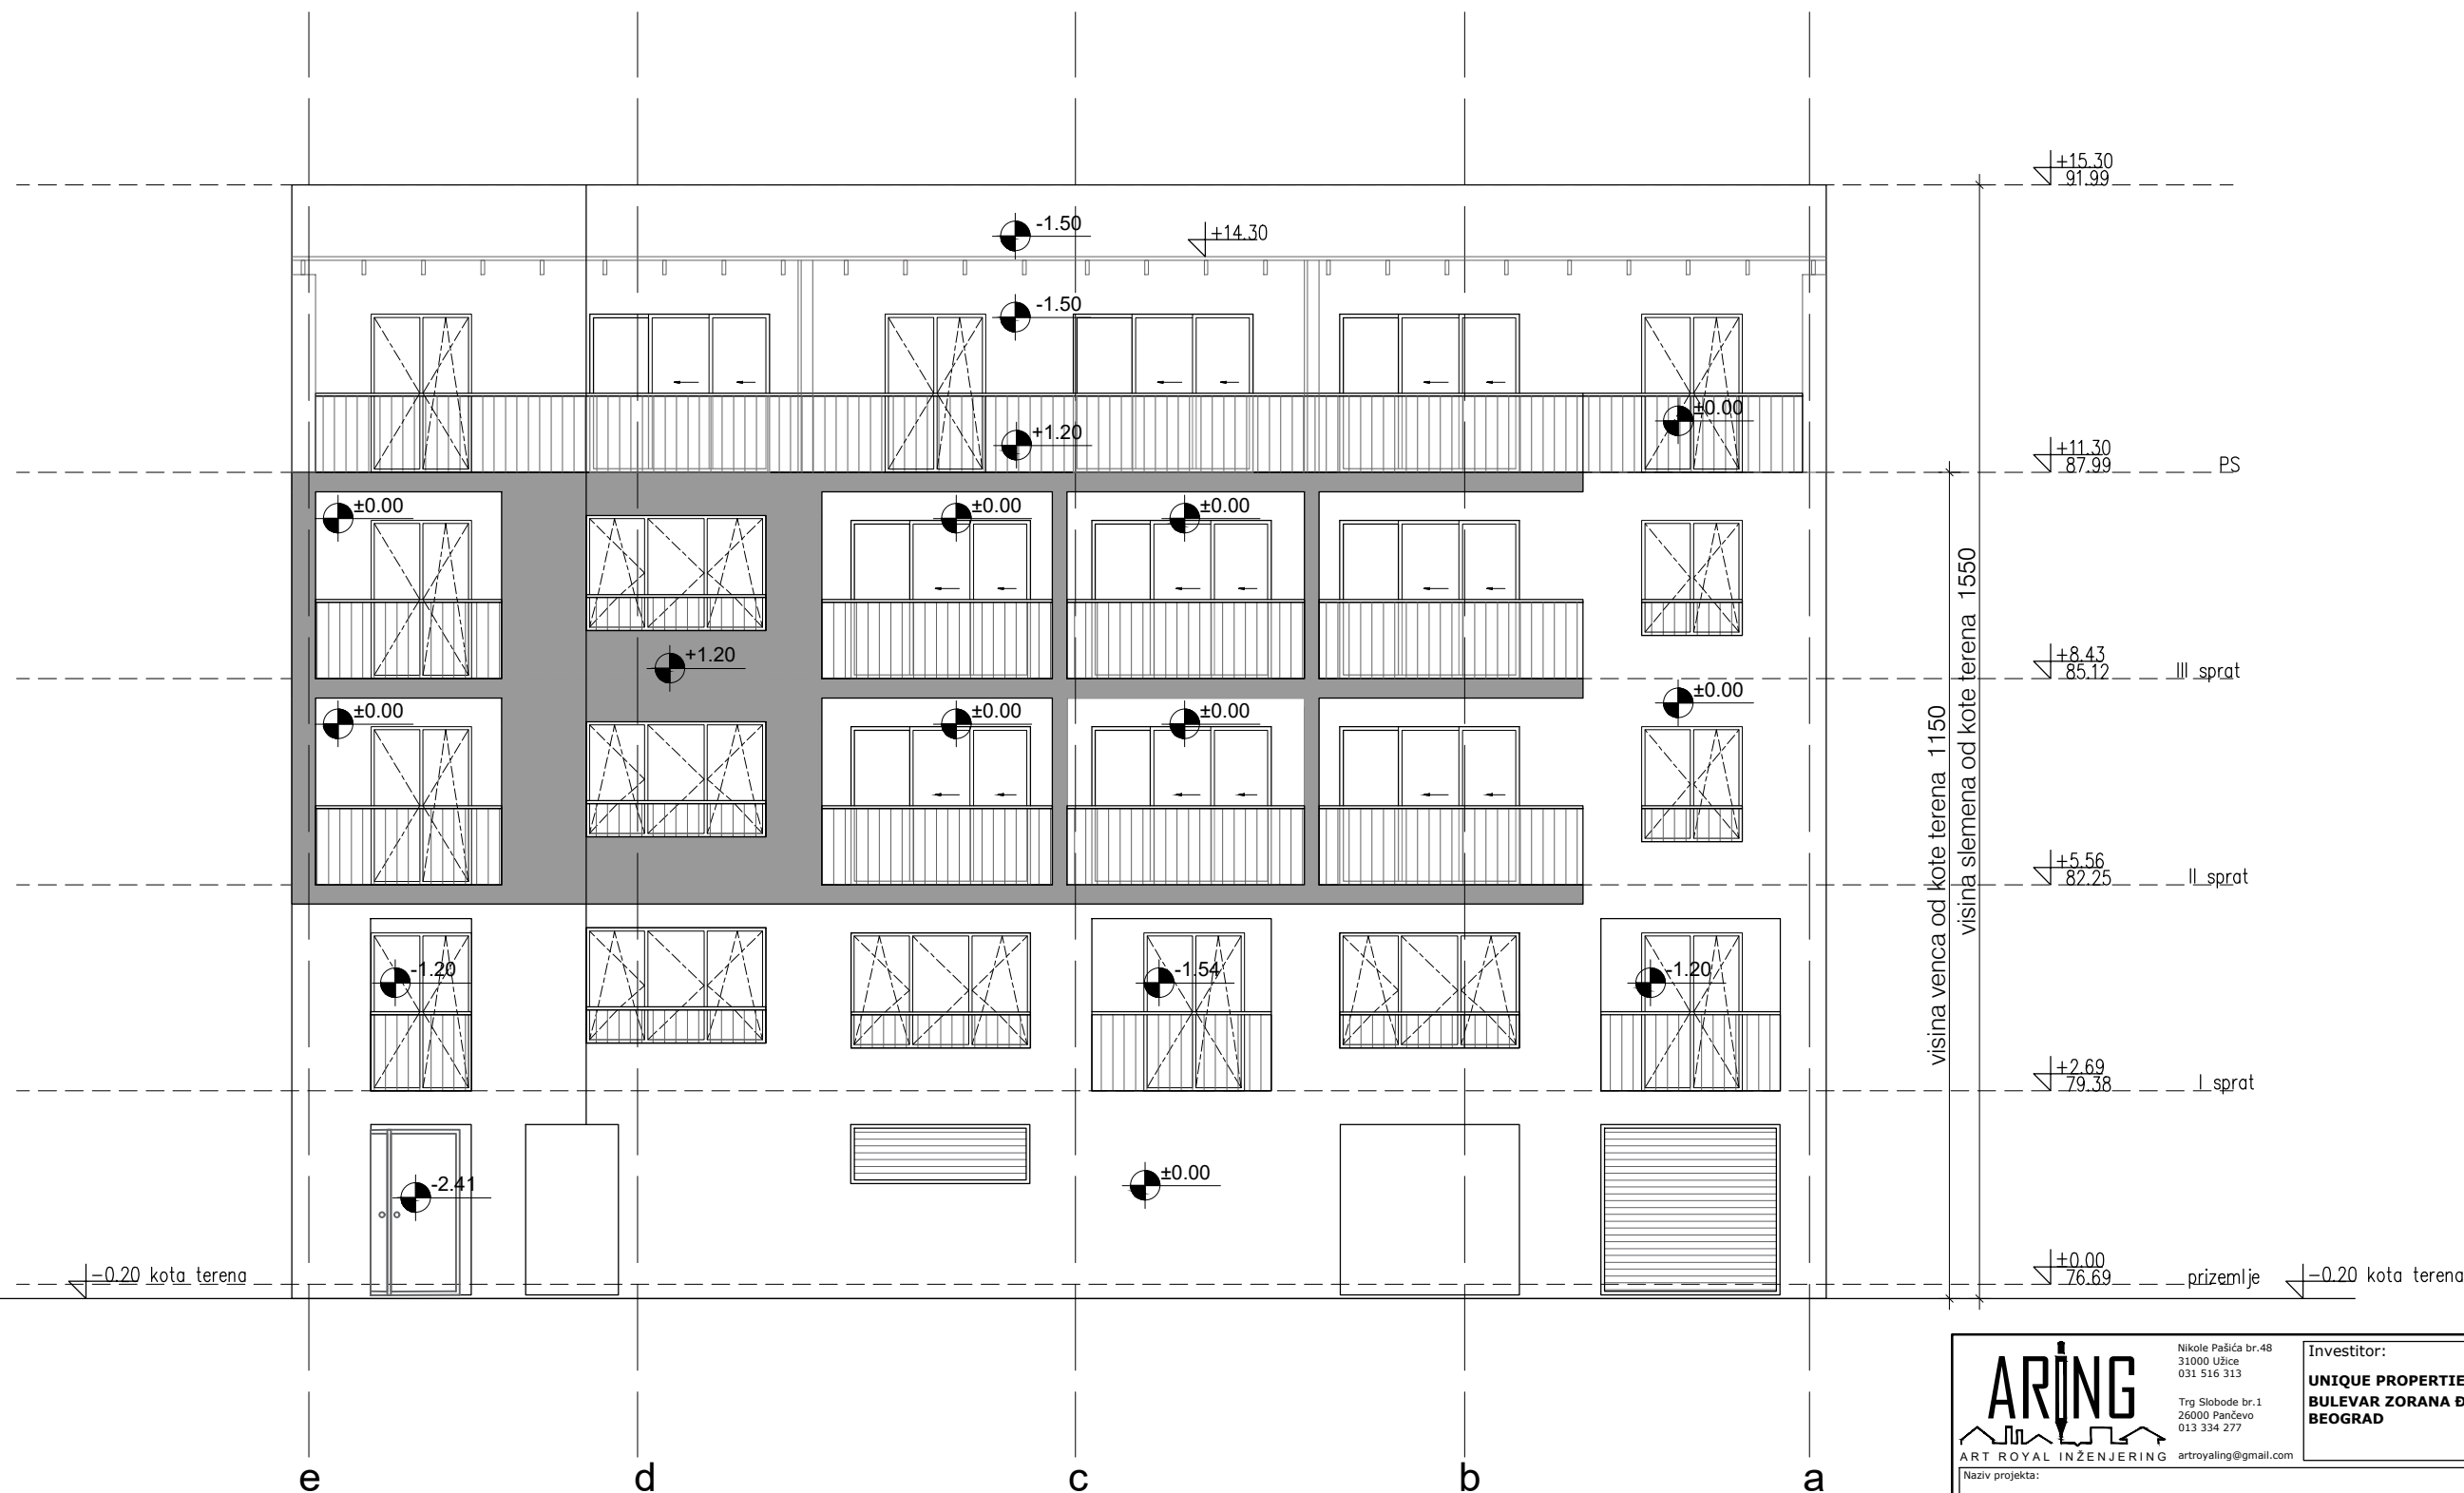 +15.30
91.99
-1.50
+14.30
-1.50
±0.00
+1.20
+11.30
87.99
PS
±0.00
±0.00
±0.00
+1.20
+8.43
85.12
III sprat
±0.00
±0.00
±0.00
±0.00
visina venca od kote terena 1150
visina slemena od kote terena 1550
+5.56
82.25
II sprat
-1.20
-1.54
-1.20
+2.69
79.38
I sprat
-2.41
±0.00
-0.20 kota terena
±0.00
76.69
prizemlje
-0.20 kota terena
ARING
ART ROYAL INŽENJERING
Nikole Pašića br.48
31000 Užice
031 516 313
Trg Slobode br.1
26000 Pančevo
013 334 277
artroyaling@gmail.com
Investitor:
UNIQUE PROPERTIE
BULEVAR ZORANA Đ
BEOGRAD
Naziv projekta:
e
d
c
b
a